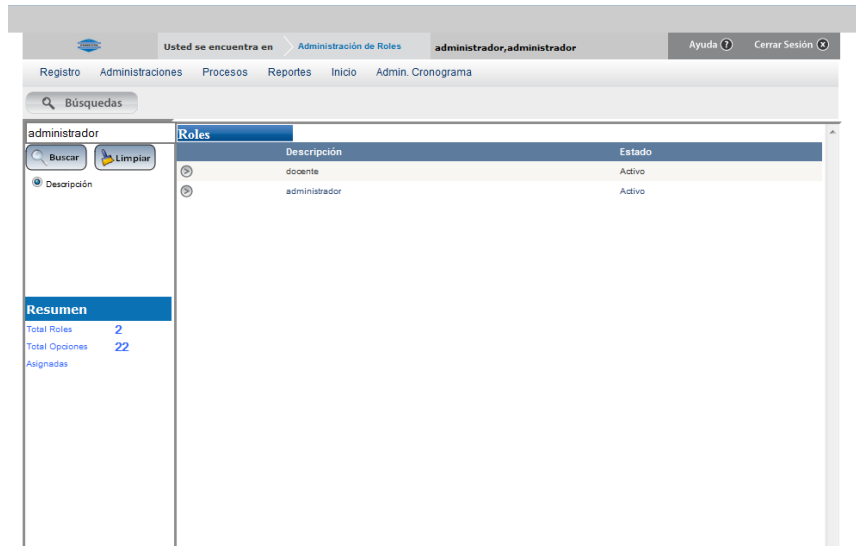 Usted se encuentra en Administración de Roles administrador,administrador Ayuda ? Cerrar Sesión
Registro Administraciones Procesos Reportes Inicio Admin. Cronograma
Búsquedas
administrador
Buscar Limpiar
Descripción
Roles
Descripción Estado
docente Activo
administrador Activo
Resumen
Total Roles 2
Total Opciones 22
Asignadas